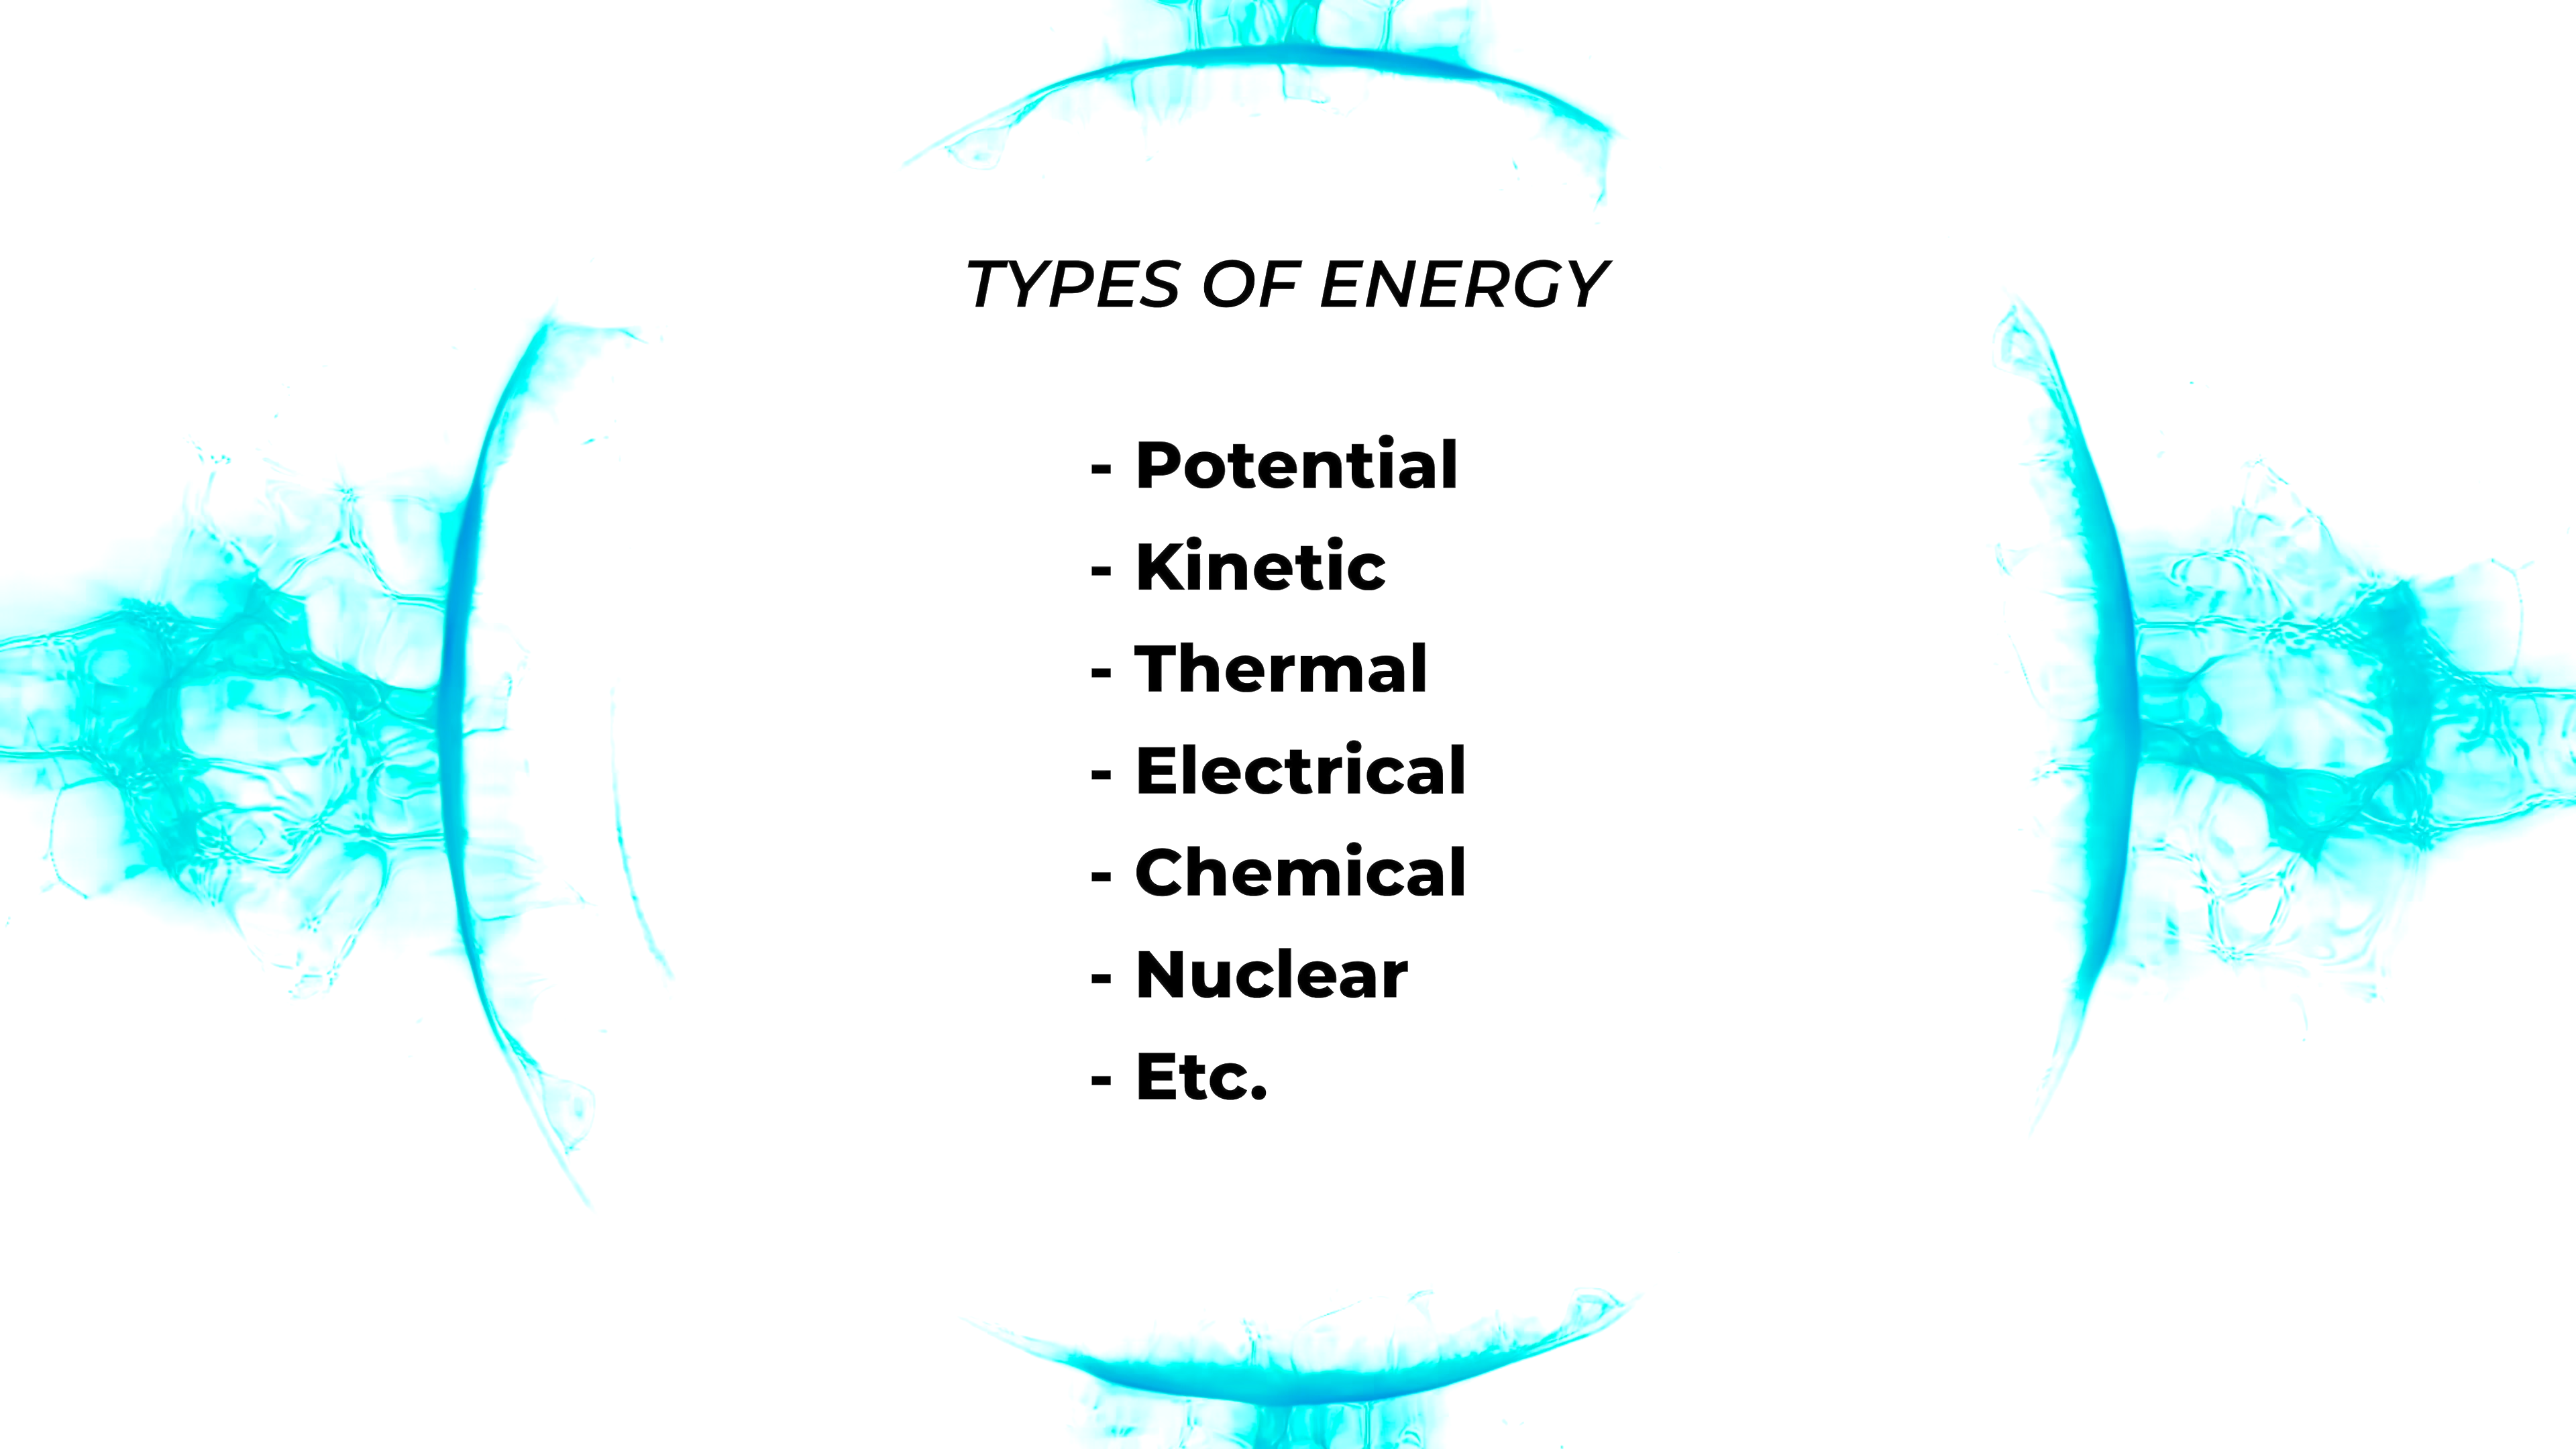 TYPES OF ENERGY
- Potential
- Kinetic
- Thermal
- Electrical
- Chemical
- Nuclear
- Etc.